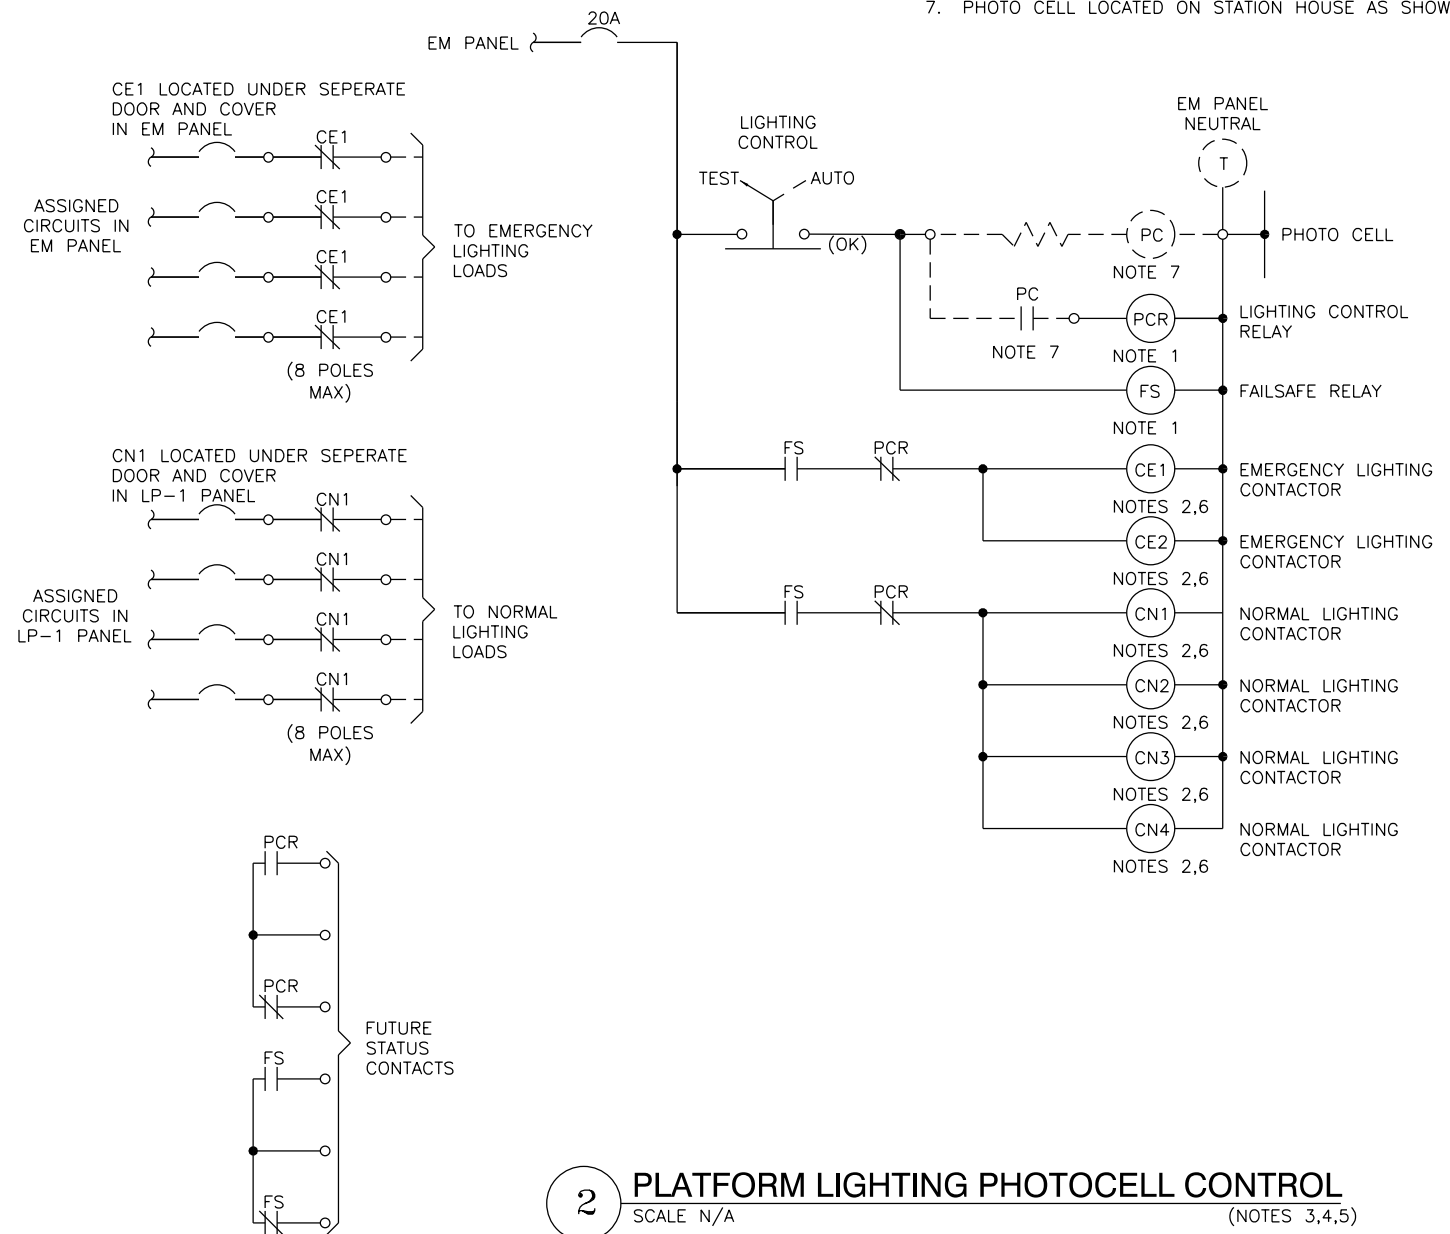 7. PHOTO CELL LOCATED ON STATION HOUSE AS SHOW
20A
EM PANEL
CE1 LOCATED UNDER SEPERATE
DOOR AND COVER
IN EM PANEL
CE1
CE1
CE1
CE1
ASSIGNED
CIRCUITS IN
EM PANEL
TO EMERGENCY
LIGHTING
LOADS
(8 POLES
MAX)
CN1 LOCATED UNDER SEPERATE
DOOR AND COVER
IN LP-1 PANEL
CN1
CN1
CN1
CN1
ASSIGNED
CIRCUITS IN
LP-1 PANEL
TO NORMAL
LIGHTING
LOADS
(8 POLES
MAX)
PCR
PCR
FS
FS
FUTURE
STATUS
CONTACTS
LIGHTING
CONTROL
TEST
AUTO
(OK)
EM PANEL
NEUTRAL
T
PC
PHOTO CELL
NOTE 7
PC
NOTE 7
PCR
LIGHTING CONTROL
RELAY
NOTE 1
FS
FAILSAFE RELAY
NOTE 1
FS
PCR
CE1
EMERGENCY LIGHTING
CONTACTOR
NOTES 2,6
CE2
EMERGENCY LIGHTING
CONTACTOR
NOTES 2,6
FS
PCR
CN1
NORMAL LIGHTING
CONTACTOR
NOTES 2,6
CN2
NORMAL LIGHTING
CONTACTOR
NOTES 2,6
CN3
NORMAL LIGHTING
CONTACTOR
NOTES 2,6
CN4
NORMAL LIGHTING
CONTACTOR
NOTES 2,6
2
PLATFORM LIGHTING PHOTOCELL CONTROL
SCALE N/A
(NOTES 3,4,5)